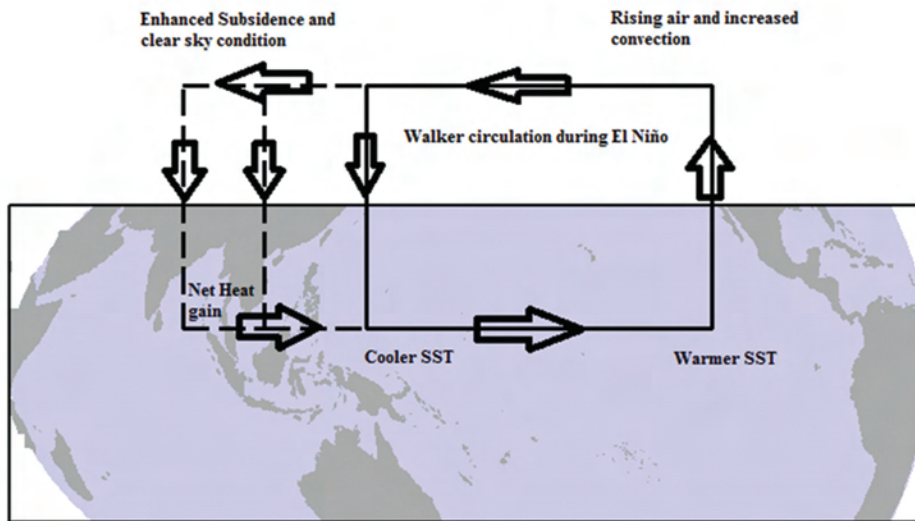 Enhanced Subsidence and
clear sky condition
Rising air and increased
convection
Walker circulation during El Niño
Net Heat
gain
Cooler SST
Warmer SST